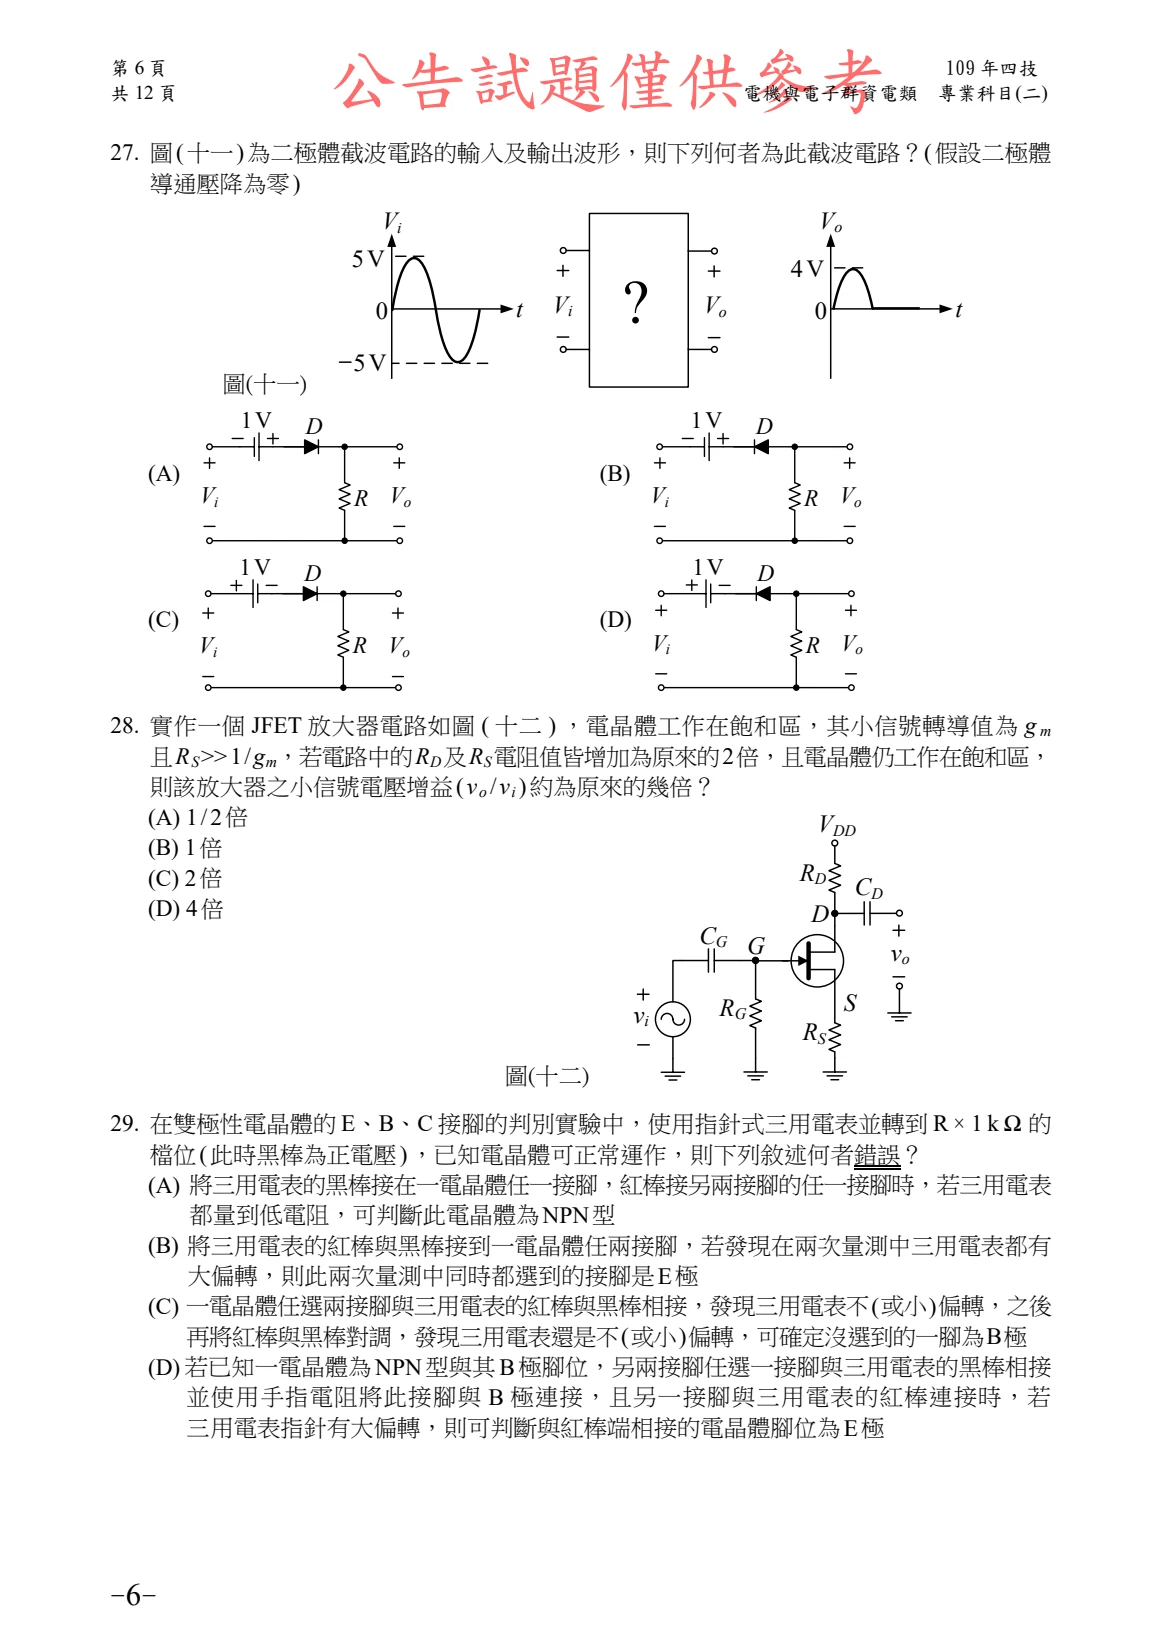 第 6 頁
共 12 頁
公告試題僅供參考
109 年四技
電機與電子群資電類 專業科目(二)
27. 圖(十一)為二極體截波電路的輸入及輸出波形，則下列何者為此截波電路？(假設二極體
導通壓降為零)
Vi
5V
0
−5V
t
+
Vi
−
?
+
Vo
−
Vo
4V
0
t
圖(十一)
(A)
1V
− +
D
+
Vi
−
R
+
Vo
−
(B)
1V
− +
D
+
Vi
−
R
+
Vo
−
(C)
1V
+ −
D
+
Vi
−
R
+
Vo
−
(D)
1V
+ −
D
+
Vi
−
R
+
Vo
−
28. 實作一個 JFET 放大器電路如圖 ( 十二 ) ，電晶體工作在飽和區，其小信號轉導值為 gm
且RS>>1/gm，若電路中的RD及RS電阻值皆增加為原來的2倍，且電晶體仍工作在飽和區，
則該放大器之小信號電壓增益(vo/vi)約為原來的幾倍？
(A) 1/2倍
(B) 1倍
(C) 2倍
(D) 4倍
VDD
RD
CD
D
+
vo
−
CG
G
+
vi
−
RG
S
RS
圖(十二)
29. 在雙極性電晶體的 E、B、C 接腳的判別實驗中，使用指針式三用電表並轉到 R × 1 k Ω 的
檔位(此時黑棒為正電壓)，已知電晶體可正常運作，則下列敘述何者錯誤？
(A) 將三用電表的黑棒接在一電晶體任一接腳，紅棒接另兩接腳的任一接腳時，若三用電表
都量到低電阻，可判斷此電晶體為NPN型
(B) 將三用電表的紅棒與黑棒接到一電晶體任兩接腳，若發現在兩次量測中三用電表都有
大偏轉，則此兩次量測中同時都選到的接腳是E極
(C) 一電晶體任選兩接腳與三用電表的紅棒與黑棒相接，發現三用電表不(或小)偏轉，之後
再將紅棒與黑棒對調，發現三用電表還是不(或小)偏轉，可確定沒選到的一腳為B極
(D) 若已知一電晶體為NPN型與其B極腳位，另兩接腳任選一接腳與三用電表的黑棒相接
並使用手指電阻將此接腳與 B 極連接，且另一接腳與三用電表的紅棒連接時，若
三用電表指針有大偏轉，則可判斷與紅棒端相接的電晶體腳位為E極
−6−